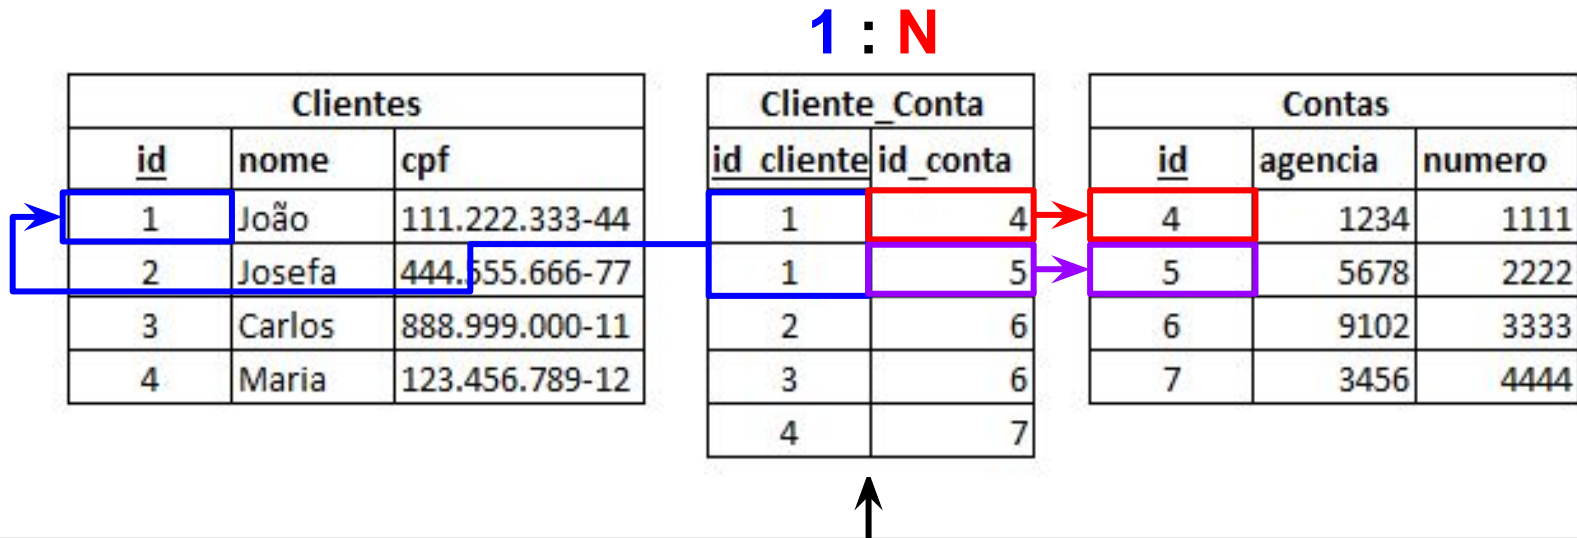 1 : N
Clientes Cliente_Conta Contas
id nome cpf id_cliente id_conta id agencia numero
1 João 111.222.333-44 1 4 4 1234 1111
2 Josefa 444.555.666-77 1 5 5 5678 2222
3 Carlos 888.999.000-11 2 6 6 9102 3333
4 Maria 123.456.789-12 3 6 7 3456 4444
4 7